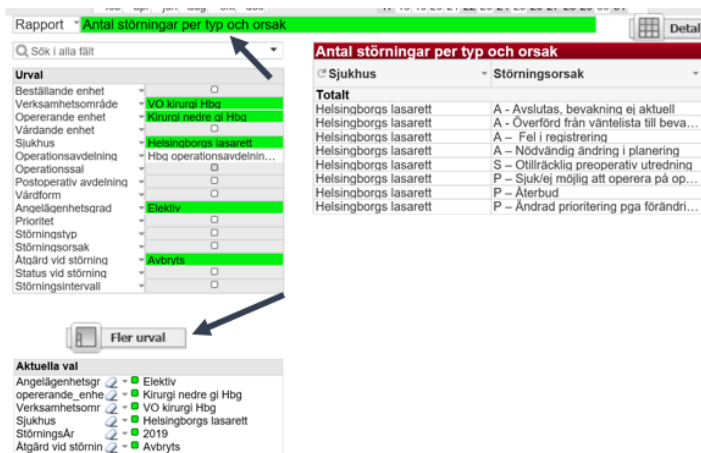 Rapport Antal störningar per typ och orsak
Detal
Sök i alla fält
Urval
Beställande enhet
Verksamhetsområde VO kirurgi Hbg
Opererande enhet Kirurgi nedre gi Hbg
Vårdande enhet
Sjukhus Helsingborgs lasarett
Operationsavdelning Hbg operationsavdelnin...
Operationssal
Postoperativ avdelning
Vårdform
Angelägenhetsgrad Elektiv
Prioritet
Störningstyp
Störningsorsak
Åtgärd vid störning Avbryts
Status vid störning
Störningsintervall
Fler urval
Aktuella val
Angelägenhetsgr Elektiv
opererande_enhe Kirurgi nedre gi Hbg
Verksamhetsomr VO kirurgi Hbg
Sjukhus Helsingborgs lasarett
StörningsÅr 2019
Åtgärd vid störnin Avbryts
Antal störningar per typ och orsak
Sjukhus Störningsorsak
Totalt
Helsingborgs lasarett A - Avslutas, bevakning ej aktuell
Helsingborgs lasarett A - Överförd från väntelista till beva...
Helsingborgs lasarett A – Fel i registrering
Helsingborgs lasarett A – Nödvändig ändring i planering
Helsingborgs lasarett S – Otillräcklig preoperativ utredning
Helsingborgs lasarett P – Sjuk/ej möjlig att operera på op...
Helsingborgs lasarett P – Återbud
Helsingborgs lasarett P – Ändrad prioritering pga förändri...